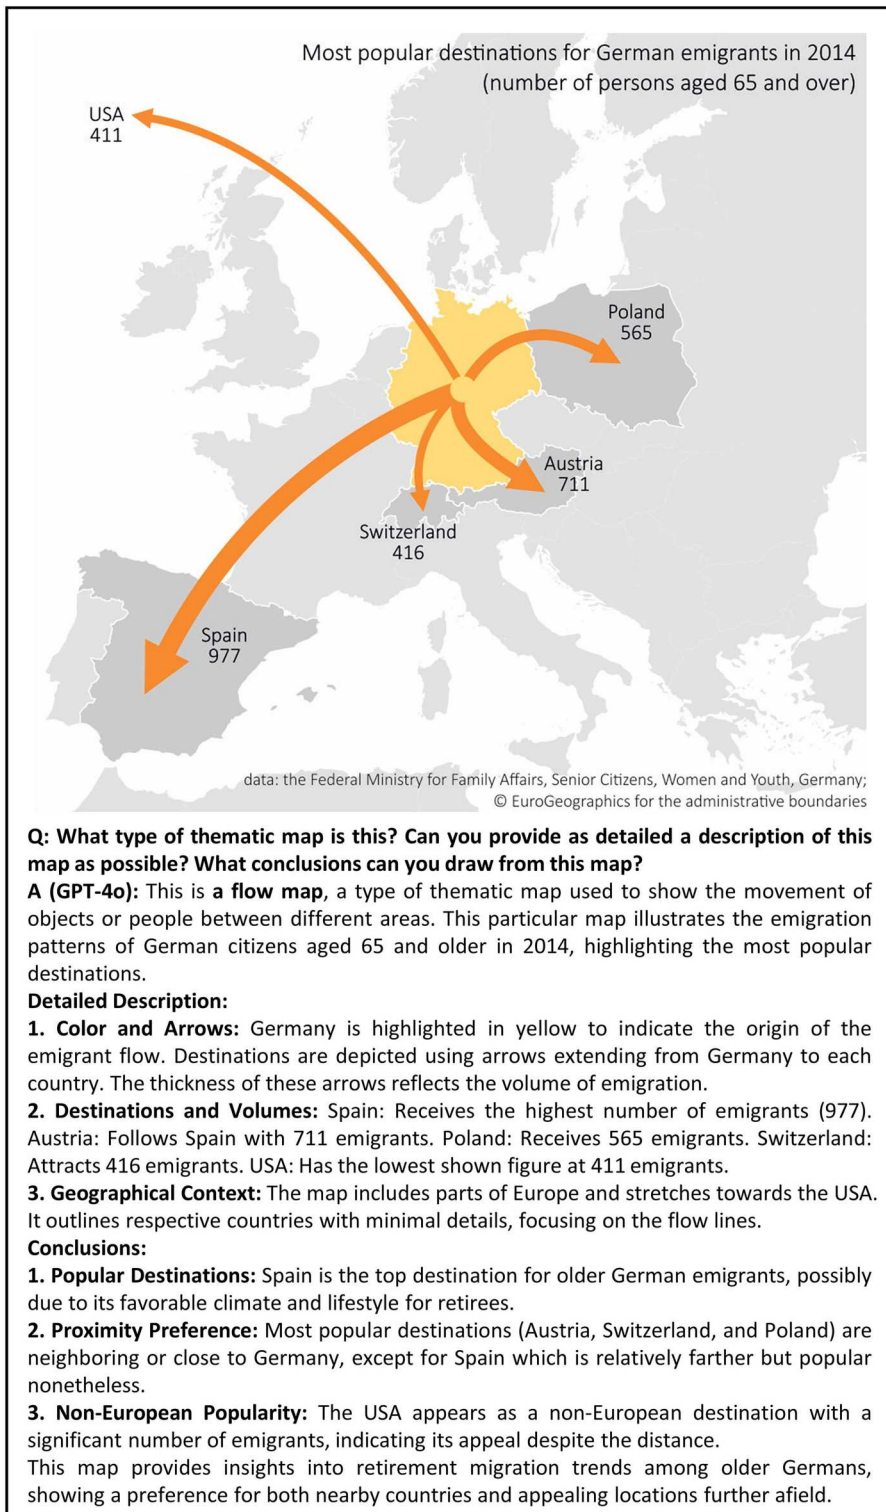 Most popular destinations for German emigrants in 2014
(number of persons aged 65 and over)
USA
411
Poland
565
Austria
711
Switzerland
416
Spain
977
data: the Federal Ministry for Family Affairs, Senior Citizens, Women and Youth, Germany;
© EuroGeographics for the administrative boundaries
Q: What type of thematic map is this? Can you provide as detailed a description of this
map as possible? What conclusions can you draw from this map?
A (GPT-4o): This is a flow map, a type of thematic map used to show the movement of
objects or people between different areas. This particular map illustrates the emigration
patterns of German citizens aged 65 and older in 2014, highlighting the most popular
destinations.
Detailed Description:
1. Color and Arrows: Germany is highlighted in yellow to indicate the origin of the
emigrant flow. Destinations are depicted using arrows extending from Germany to each
country. The thickness of these arrows reflects the volume of emigration.
2. Destinations and Volumes: Spain: Receives the highest number of emigrants (977).
Austria: Follows Spain with 711 emigrants. Poland: Receives 565 emigrants. Switzerland:
Attracts 416 emigrants. USA: Has the lowest shown figure at 411 emigrants.
3. Geographical Context: The map includes parts of Europe and stretches towards the USA.
It outlines respective countries with minimal details, focusing on the flow lines.
Conclusions:
1. Popular Destinations: Spain is the top destination for older German emigrants, possibly
due to its favorable climate and lifestyle for retirees.
2. Proximity Preference: Most popular destinations (Austria, Switzerland, and Poland) are
neighboring or close to Germany, except for Spain which is relatively farther but popular
nonetheless.
3. Non-European Popularity: The USA appears as a non-European destination with a
significant number of emigrants, indicating its appeal despite the distance.
This map provides insights into retirement migration trends among older Germans,
showing a preference for both nearby countries and appealing locations further afield.